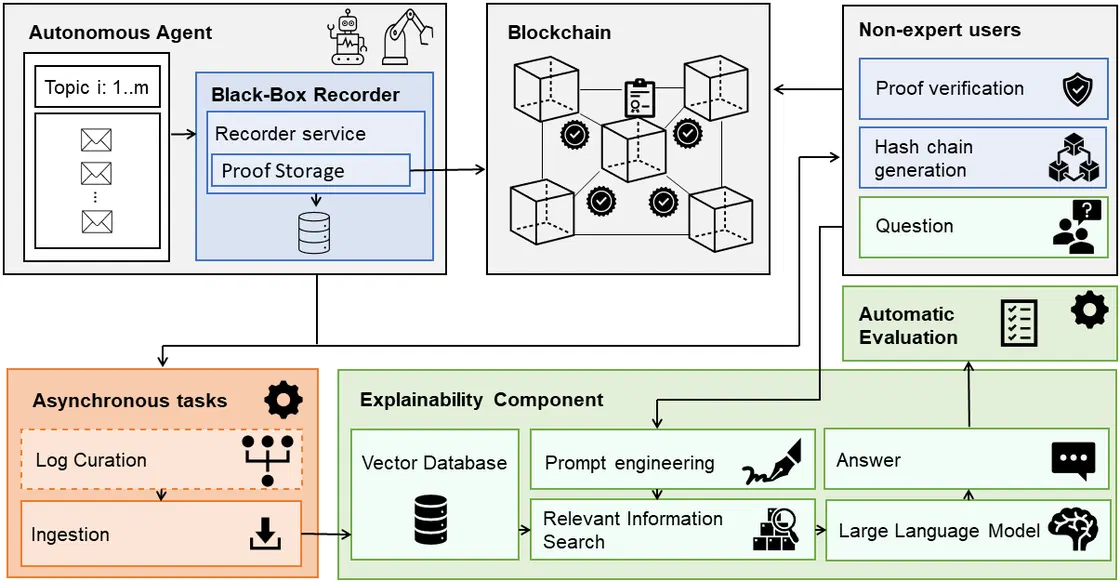 Autonomous Agent
Topic i: 1..m
Black-Box Recorder
Recorder service
Proof Storage
Blockchain
Non-expert users
Proof verification
Hash chain
generation
Question
?
Automatic
Evaluation
Asynchronous tasks
Log Curation
Ingestion
Explainability Component
Vector Database
Prompt engineering
Relevant Information
Search
Answer
Large Language Model